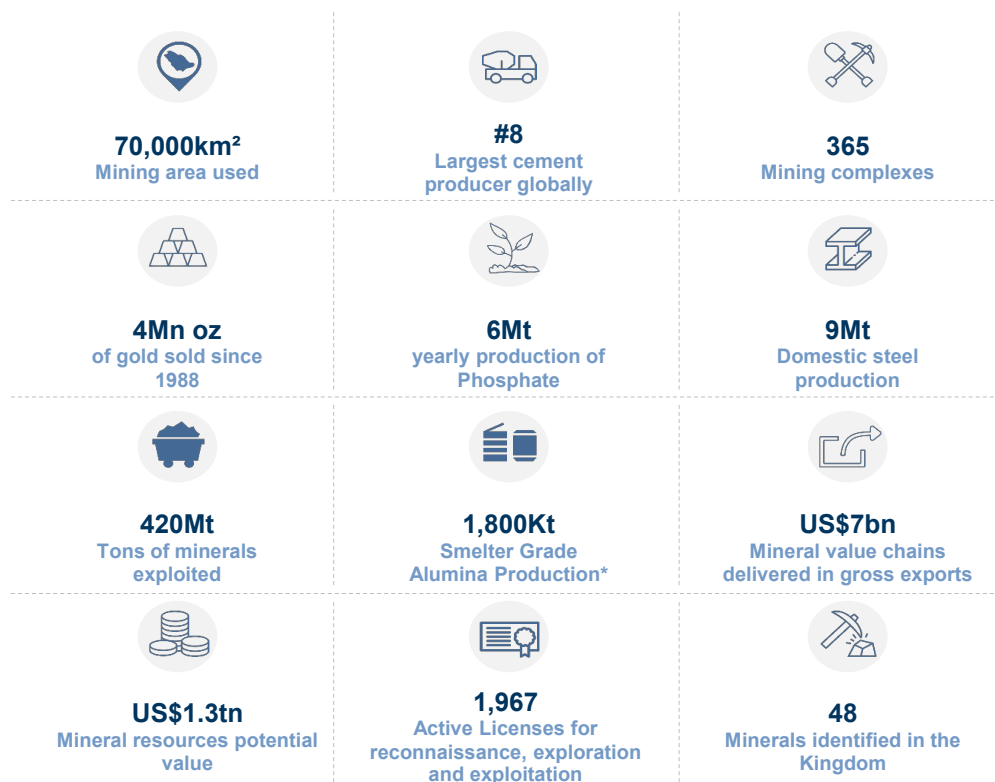 70,000km²
Mining area used
#8
Largest cement
producer globally
365
Mining complexes
4Mn oz
of gold sold since
1988
6Mt
yearly production of
Phosphate
9Mt
Domestic steel
production
420Mt
Tons of minerals
exploited
1,800Kt
Smelter Grade
Alumina Production*
US$7bn
Mineral value chains
delivered in gross exports
US$1.3tn
Mineral resources potential
value
1,967
Active Licenses for
reconnaissance, exploration
and exploitation
48
Minerals identified in the
Kingdom